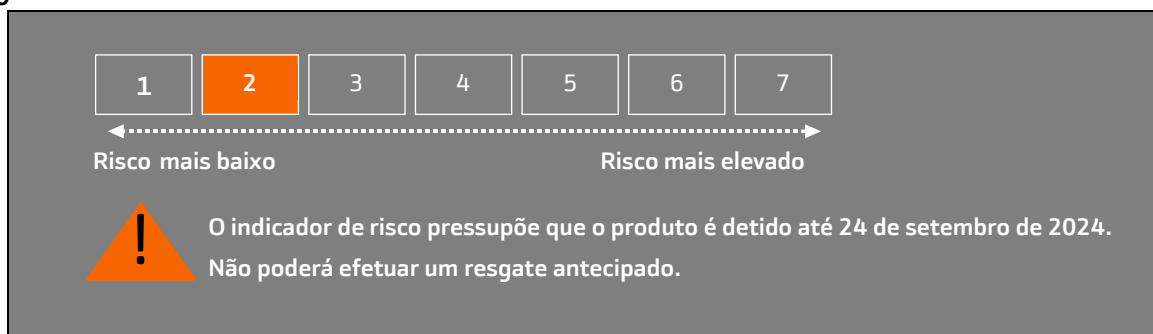 1 2 3 4 5 6 7
Risco mais baixo Risco mais elevado
! O indicador de risco pressupõe que o produto é detido até 24 de setembro de 2024.
Não poderá efetuar um resgate antecipado.